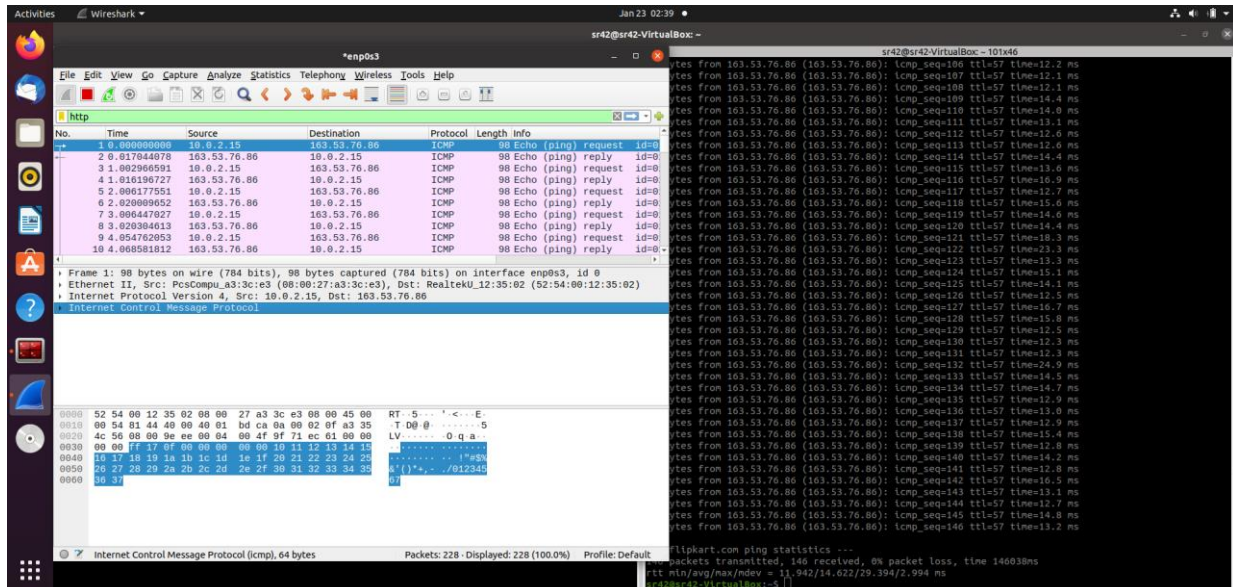 Activities Wireshark Jan 23 02:39
sr42@sr42-VirtualBox: ~
*enp0s3
File Edit View Go Capture Analyze Statistics Telephony Wireless Tools Help
http
No. Time Source Destination Protocol Length Info
1 0.000000000 10.0.2.15 163.53.76.86 ICMP 98 Echo (ping) request id=0
2 0.017044078 163.53.76.86 10.0.2.15 ICMP 98 Echo (ping) reply id=0
3 1.002966591 10.0.2.15 163.53.76.86 ICMP 98 Echo (ping) request id=0
4 1.016196727 163.53.76.86 10.0.2.15 ICMP 98 Echo (ping) reply id=0
5 2.006177551 10.0.2.15 163.53.76.86 ICMP 98 Echo (ping) request id=0
6 2.020009652 163.53.76.86 10.0.2.15 ICMP 98 Echo (ping) reply id=0
7 3.006447027 10.0.2.15 163.53.76.86 ICMP 98 Echo (ping) request id=0
8 3.020304613 163.53.76.86 10.0.2.15 ICMP 98 Echo (ping) reply id=0
9 4.054762053 10.0.2.15 163.53.76.86 ICMP 98 Echo (ping) request id=0
10 4.068581812 163.53.76.86 10.0.2.15 ICMP 98 Echo (ping) reply id=0
Frame 1: 98 bytes on wire (784 bits), 98 bytes captured (784 bits) on interface enp0s3, id 0
Ethernet II, Src: PcsCompu_a3:3c:e3 (08:00:27:a3:3c:e3), Dst: RealtekU_12:35:02 (52:54:00:12:35:02)
Internet Protocol Version 4, Src: 10.0.2.15, Dst: 163.53.76.86
Internet Control Message Protocol
0000 52 54 00 12 35 02 08 00 27 a3 3c e3 08 00 45 00 RT··5··· '·<···E·
0010 00 54 81 44 40 00 40 01 bd ca 0a 00 02 0f a3 35 ·T·D@·@· ·······5
0020 4c 56 08 00 9e ee 00 04 00 4f 9f 71 ec 61 00 00 LV······ ·O·q·a··
0030 00 00 ff 17 0f 00 00 00 00 00 10 11 12 13 14 15 ········ ········
0040 16 17 18 19 1a 1b 1c 1d 1e 1f 20 21 22 23 24 25 ········ ·· !"#$%
0050 26 27 28 29 2a 2b 2c 2d 2e 2f 30 31 32 33 34 35 &'()*+,- ./012345
0060 36 37 67
Internet Control Message Protocol (icmp), 64 bytes Packets: 228 · Displayed: 228 (100.0%) Profile: Default
sr42@sr42-VirtualBox: ~ 101x46
ytes from 163.53.76.86 (163.53.76.86): icmp_seq=106 ttl=57 time=12.2 ms
ytes from 163.53.76.86 (163.53.76.86): icmp_seq=107 ttl=57 time=12.1 ms
ytes from 163.53.76.86 (163.53.76.86): icmp_seq=108 ttl=57 time=12.1 ms
ytes from 163.53.76.86 (163.53.76.86): icmp_seq=109 ttl=57 time=14.4 ms
ytes from 163.53.76.86 (163.53.76.86): icmp_seq=110 ttl=57 time=14.0 ms
ytes from 163.53.76.86 (163.53.76.86): icmp_seq=111 ttl=57 time=13.1 ms
ytes from 163.53.76.86 (163.53.76.86): icmp_seq=112 ttl=57 time=12.6 ms
ytes from 163.53.76.86 (163.53.76.86): icmp_seq=113 ttl=57 time=12.6 ms
ytes from 163.53.76.86 (163.53.76.86): icmp_seq=114 ttl=57 time=14.4 ms
ytes from 163.53.76.86 (163.53.76.86): icmp_seq=115 ttl=57 time=13.6 ms
ytes from 163.53.76.86 (163.53.76.86): icmp_seq=116 ttl=57 time=16.9 ms
ytes from 163.53.76.86 (163.53.76.86): icmp_seq=117 ttl=57 time=12.7 ms
ytes from 163.53.76.86 (163.53.76.86): icmp_seq=118 ttl=57 time=15.6 ms
ytes from 163.53.76.86 (163.53.76.86): icmp_seq=119 ttl=57 time=14.6 ms
ytes from 163.53.76.86 (163.53.76.86): icmp_seq=120 ttl=57 time=14.4 ms
ytes from 163.53.76.86 (163.53.76.86): icmp_seq=121 ttl=57 time=18.3 ms
ytes from 163.53.76.86 (163.53.76.86): icmp_seq=122 ttl=57 time=23.3 ms
ytes from 163.53.76.86 (163.53.76.86): icmp_seq=123 ttl=57 time=13.3 ms
ytes from 163.53.76.86 (163.53.76.86): icmp_seq=124 ttl=57 time=15.1 ms
ytes from 163.53.76.86 (163.53.76.86): icmp_seq=125 ttl=57 time=14.1 ms
ytes from 163.53.76.86 (163.53.76.86): icmp_seq=126 ttl=57 time=12.5 ms
ytes from 163.53.76.86 (163.53.76.86): icmp_seq=127 ttl=57 time=16.7 ms
ytes from 163.53.76.86 (163.53.76.86): icmp_seq=128 ttl=57 time=15.8 ms
ytes from 163.53.76.86 (163.53.76.86): icmp_seq=129 ttl=57 time=12.5 ms
ytes from 163.53.76.86 (163.53.76.86): icmp_seq=130 ttl=57 time=12.3 ms
ytes from 163.53.76.86 (163.53.76.86): icmp_seq=131 ttl=57 time=12.3 ms
ytes from 163.53.76.86 (163.53.76.86): icmp_seq=132 ttl=57 time=24.9 ms
ytes from 163.53.76.86 (163.53.76.86): icmp_seq=133 ttl=57 time=14.5 ms
ytes from 163.53.76.86 (163.53.76.86): icmp_seq=134 ttl=57 time=14.7 ms
ytes from 163.53.76.86 (163.53.76.86): icmp_seq=135 ttl=57 time=12.9 ms
ytes from 163.53.76.86 (163.53.76.86): icmp_seq=136 ttl=57 time=13.0 ms
ytes from 163.53.76.86 (163.53.76.86): icmp_seq=137 ttl=57 time=12.9 ms
ytes from 163.53.76.86 (163.53.76.86): icmp_seq=138 ttl=57 time=15.4 ms
ytes from 163.53.76.86 (163.53.76.86): icmp_seq=139 ttl=57 time=12.8 ms
ytes from 163.53.76.86 (163.53.76.86): icmp_seq=140 ttl=57 time=14.2 ms
ytes from 163.53.76.86 (163.53.76.86): icmp_seq=141 ttl=57 time=12.8 ms
ytes from 163.53.76.86 (163.53.76.86): icmp_seq=142 ttl=57 time=16.5 ms
ytes from 163.53.76.86 (163.53.76.86): icmp_seq=143 ttl=57 time=13.1 ms
ytes from 163.53.76.86 (163.53.76.86): icmp_seq=144 ttl=57 time=12.7 ms
ytes from 163.53.76.86 (163.53.76.86): icmp_seq=145 ttl=57 time=14.8 ms
ytes from 163.53.76.86 (163.53.76.86): icmp_seq=146 ttl=57 time=13.2 ms
flipkart.com ping statistics ---
146 packets transmitted, 146 received, 0% packet loss, time 146038ms
rtt min/avg/max/mdev = 11.942/14.622/29.394/2.994 ms
sr42@sr42-VirtualBox:~$